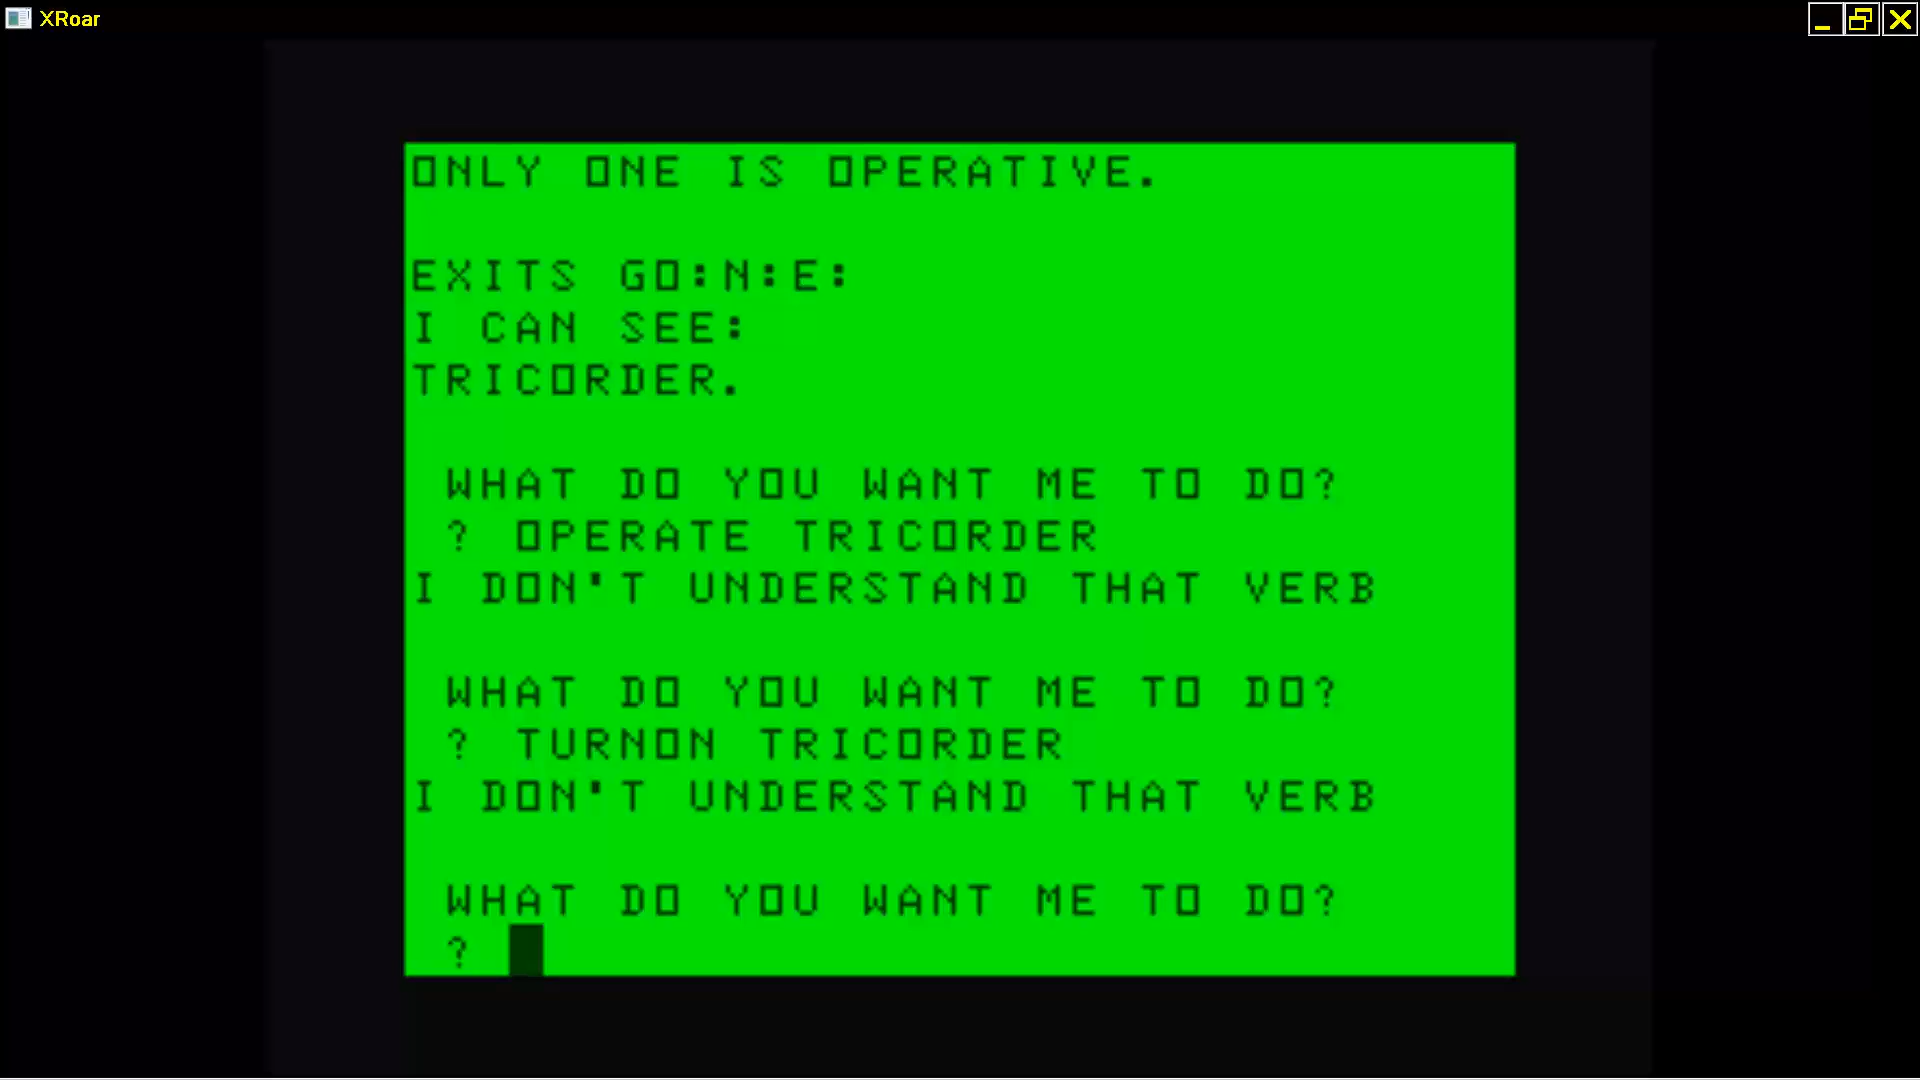 XRoar
ONLY ONE IS OPERATIVE.
EXITS GO:N:E:
I CAN SEE:
TRICORDER.
WHAT DO YOU WANT ME TO DO?
? OPERATE TRICORDER
I DON'T UNDERSTAND THAT VERB
WHAT DO YOU WANT ME TO DO?
? TURNON TRICORDER
I DON'T UNDERSTAND THAT VERB
WHAT DO YOU WANT ME TO DO?
?